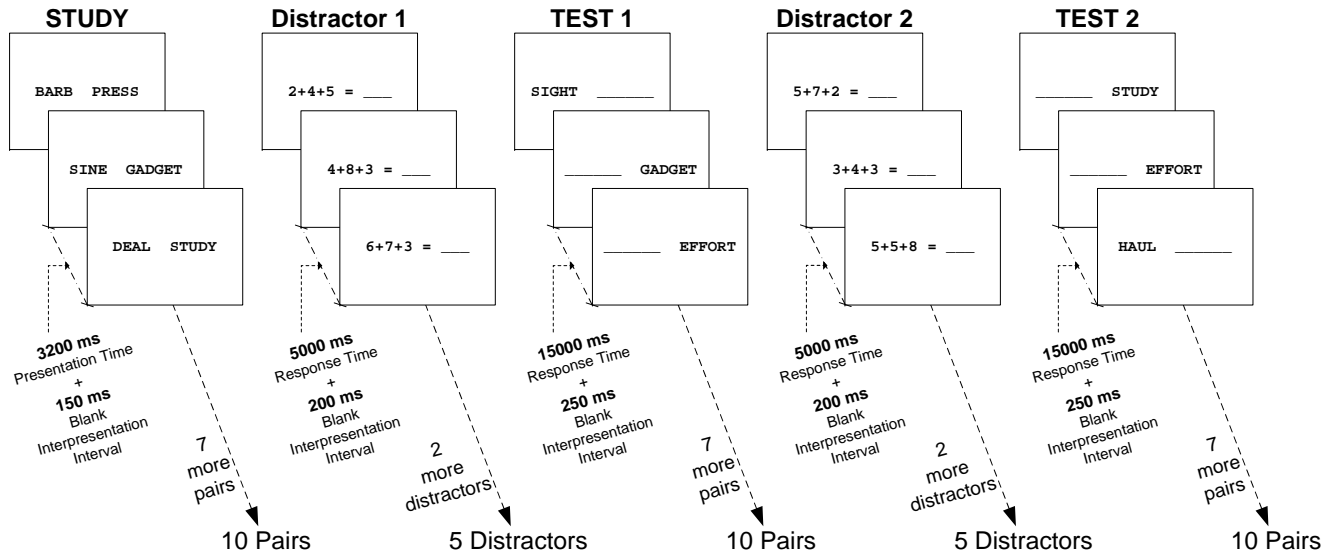 STUDY
BARB PRESS
SINE GADGET
DEAL STUDY
3200 ms
Presentation Time
+
150 ms
Blank
Interpresentation
Interval
7
more
pairs
10 Pairs
Distractor 1
2+4+5 = ___
4+8+3 = ___
6+7+3 = ___
5000 ms
Response Time
+
200 ms
Blank
Interpresentation
Interval
2
more
distractors
5 Distractors
TEST 1
SIGHT ______
______ GADGET
______ EFFORT
15000 ms
Response Time
+
250 ms
Blank
Interpresentation
Interval
7
more
pairs
10 Pairs
Distractor 2
5+7+2 = ___
3+4+3 = ___
5+5+8 = ___
5000 ms
Response Time
+
200 ms
Blank
Interpresentation
Interval
2
more
distractors
5 Distractors
TEST 2
______ STUDY
______ EFFORT
HAUL ______
15000 ms
Response Time
+
250 ms
Blank
Interpresentation
Interval
7
more
pairs
10 Pairs